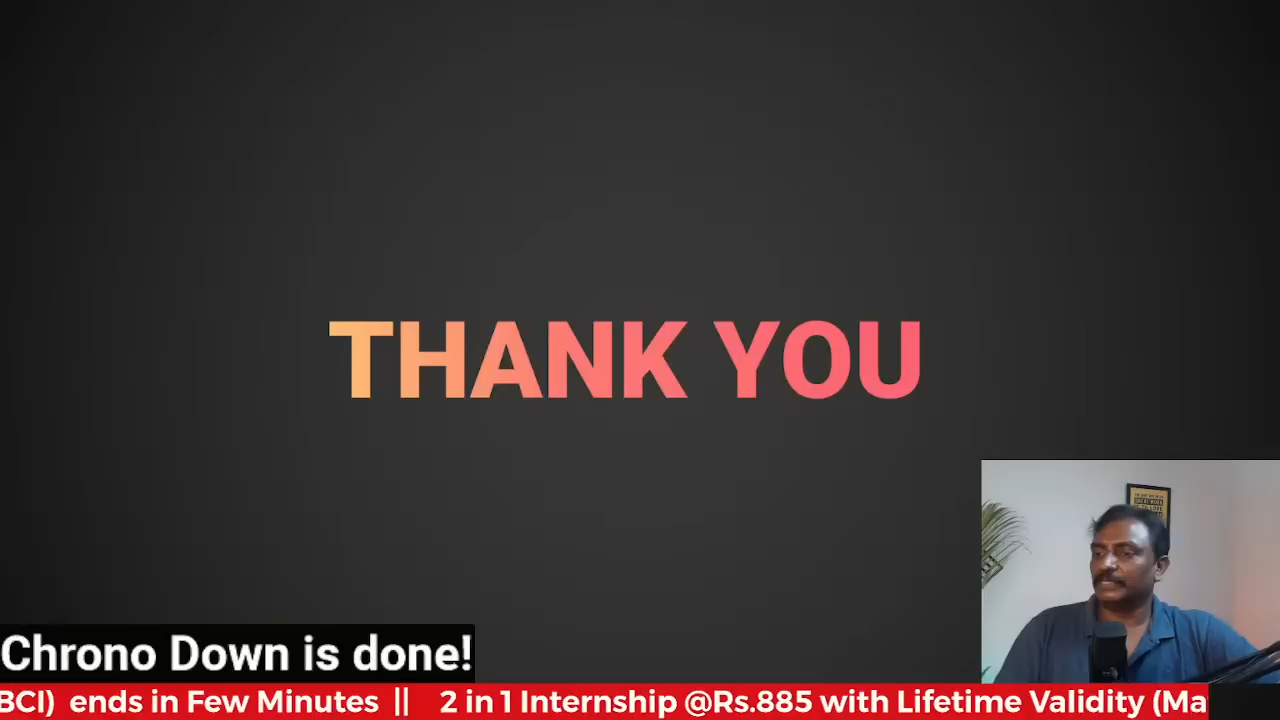 THANK YOU
Chrono Down is done!
BCI) ends in Few Minutes || 2 in 1 Internship @Rs.885 with Lifetime Validity (Ma